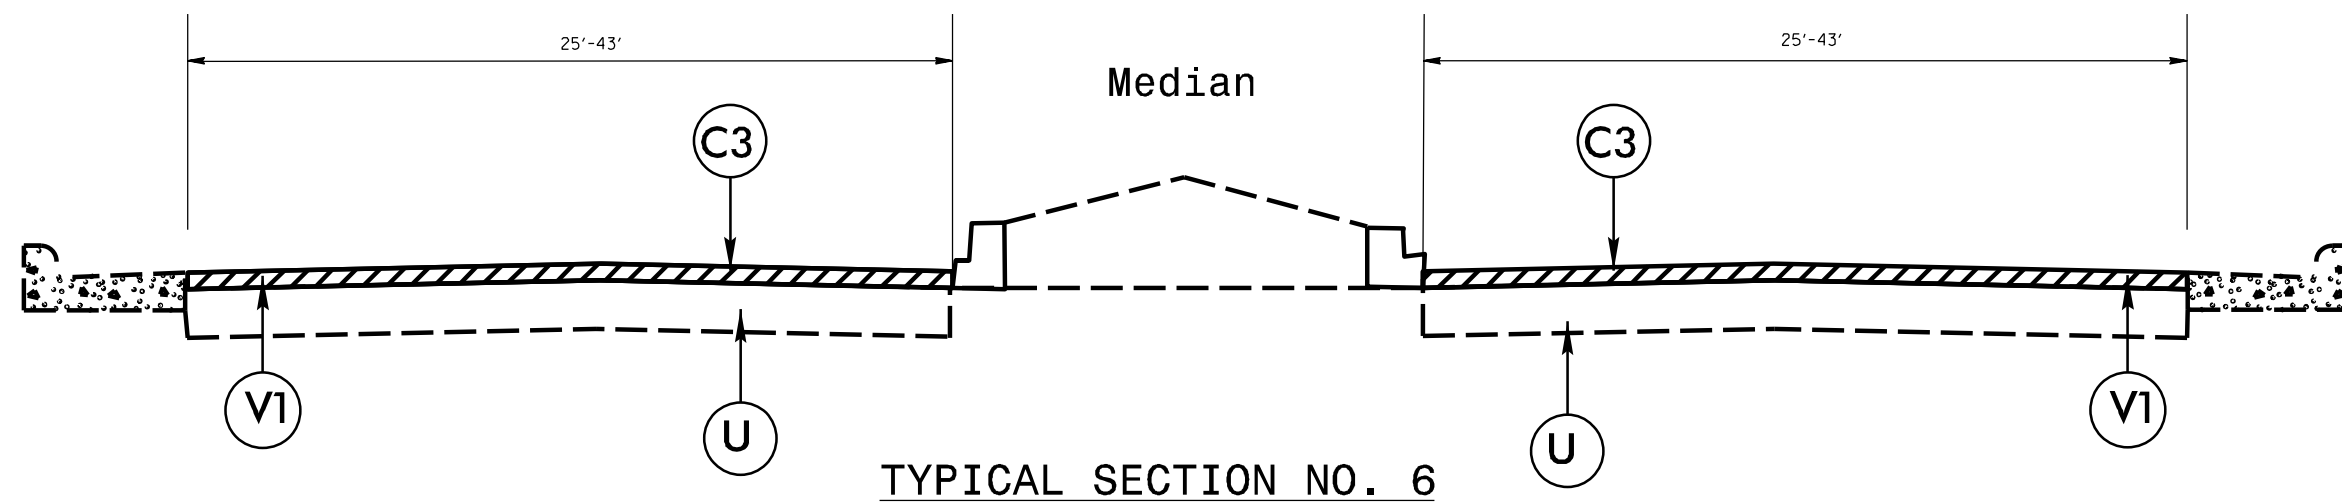 25'-43'
25'-43'
Median
C3
C3
V1
U
U
V1
TYPICAL SECTION NO. 6